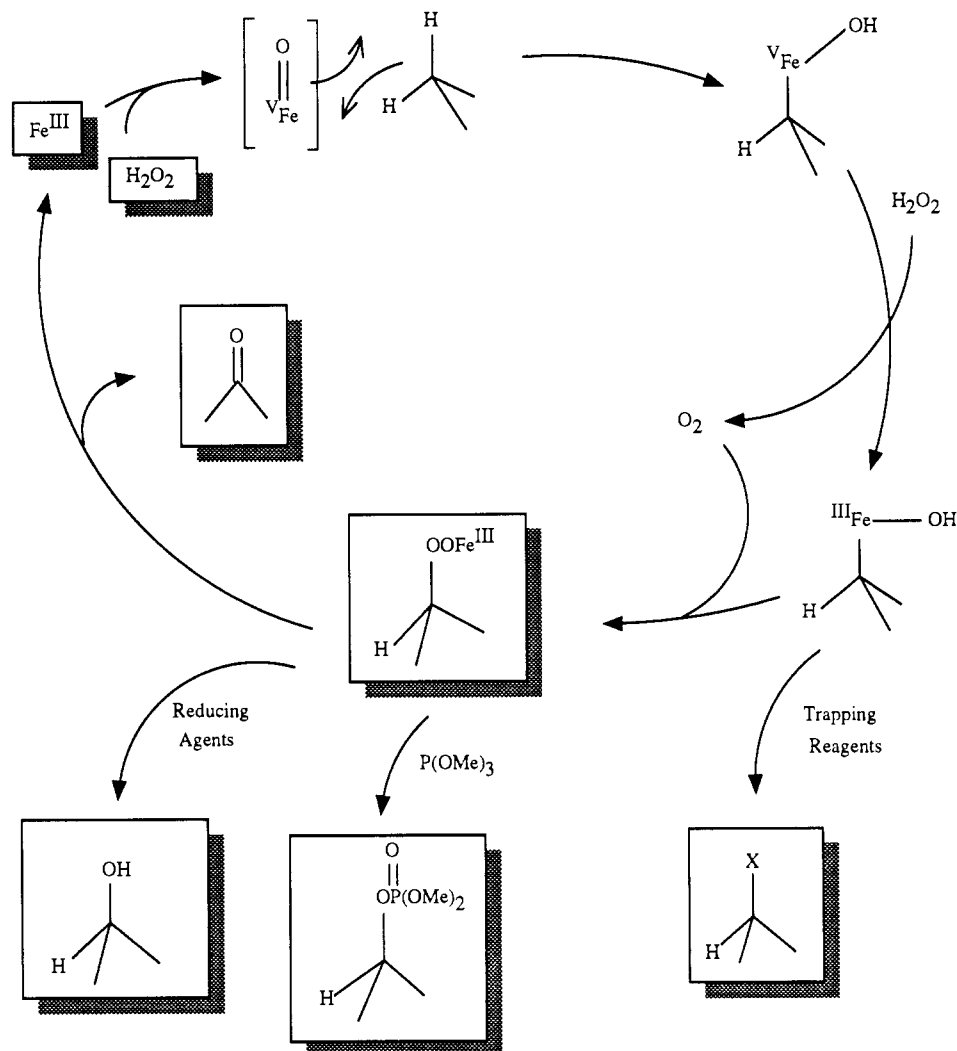 H
O
OH
V Fe
V Fe
H
H
Fe III
H2O2
H2O2
O
O2
III Fe OH
OOFe III
H
H
Reducing
Agents
P(OMe)3
Trapping
Reagents
O
OH
OP(OMe)2
X
H
H
H